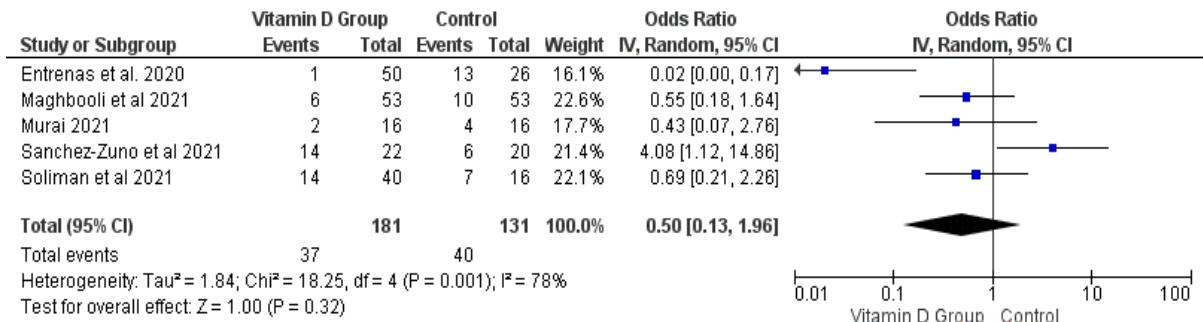 Vitamin D Group Control Odds Ratio Odds Ratio
Study or Subgroup Events Total Events Total Weight IV, Random, 95% CI IV, Random, 95% CI
Entrenas et al. 2020 1 50 13 26 16.1% 0.02 [0.00, 0.17]
Maghbooli et al 2021 6 53 10 53 22.6% 0.55 [0.18, 1.64]
Murai 2021 2 16 4 16 17.7% 0.43 [0.07, 2.76]
Sanchez-Zuno et al 2021 14 22 6 20 21.4% 4.08 [1.12, 14.86]
Soliman et al 2021 14 40 7 16 22.1% 0.69 [0.21, 2.26]
Total (95% CI) 181 131 100.0% 0.50 [0.13, 1.96]
Total events 37 40
Heterogeneity: Tau² = 1.84; Chi² = 18.25, df = 4 (P = 0.001); I² = 78%
Test for overall effect: Z = 1.00 (P = 0.32)
0.01 0.1 1 10 100
Vitamin D Group Control